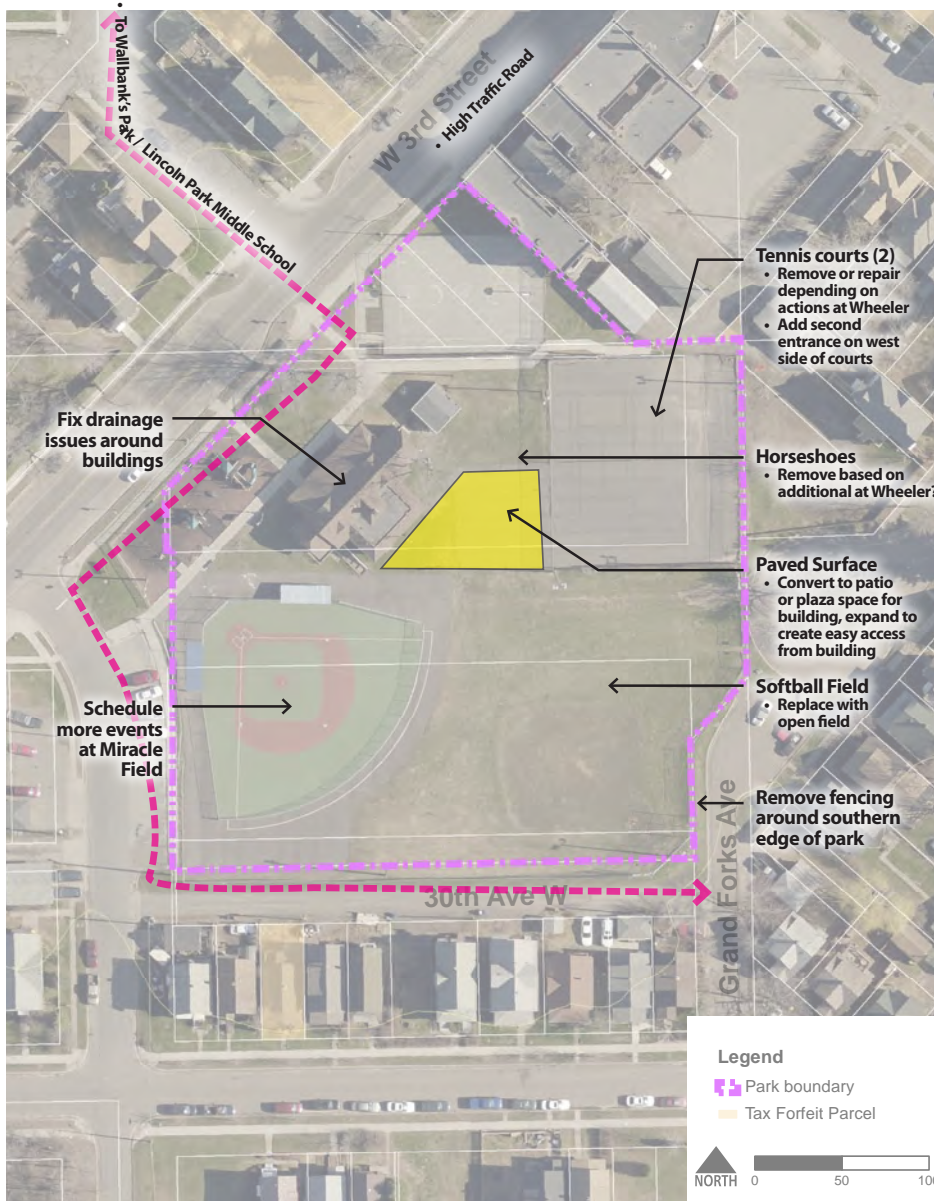 • To Wallbank's Park / Lincoln Park Middle School
W 3rd Street
• High Traffic Road
Tennis courts (2)
• Remove or repair
depending on
actions at Wheeler
• Add second
entrance on west
side of courts
Fix drainage
issues around
buildings
Horseshoes
• Remove based on
additional at Wheeler?
Paved Surface
• Convert to patio
or plaza space for
building, expand to
create easy access
from building
Softball Field
• Replace with
open field
Schedule
more events
at Miracle
Field
Remove fencing
around southern
edge of park
30th Ave W
Grand Forks Ave
Legend
Park boundary
Tax Forfeit Parcel
NORTH
0 50 100